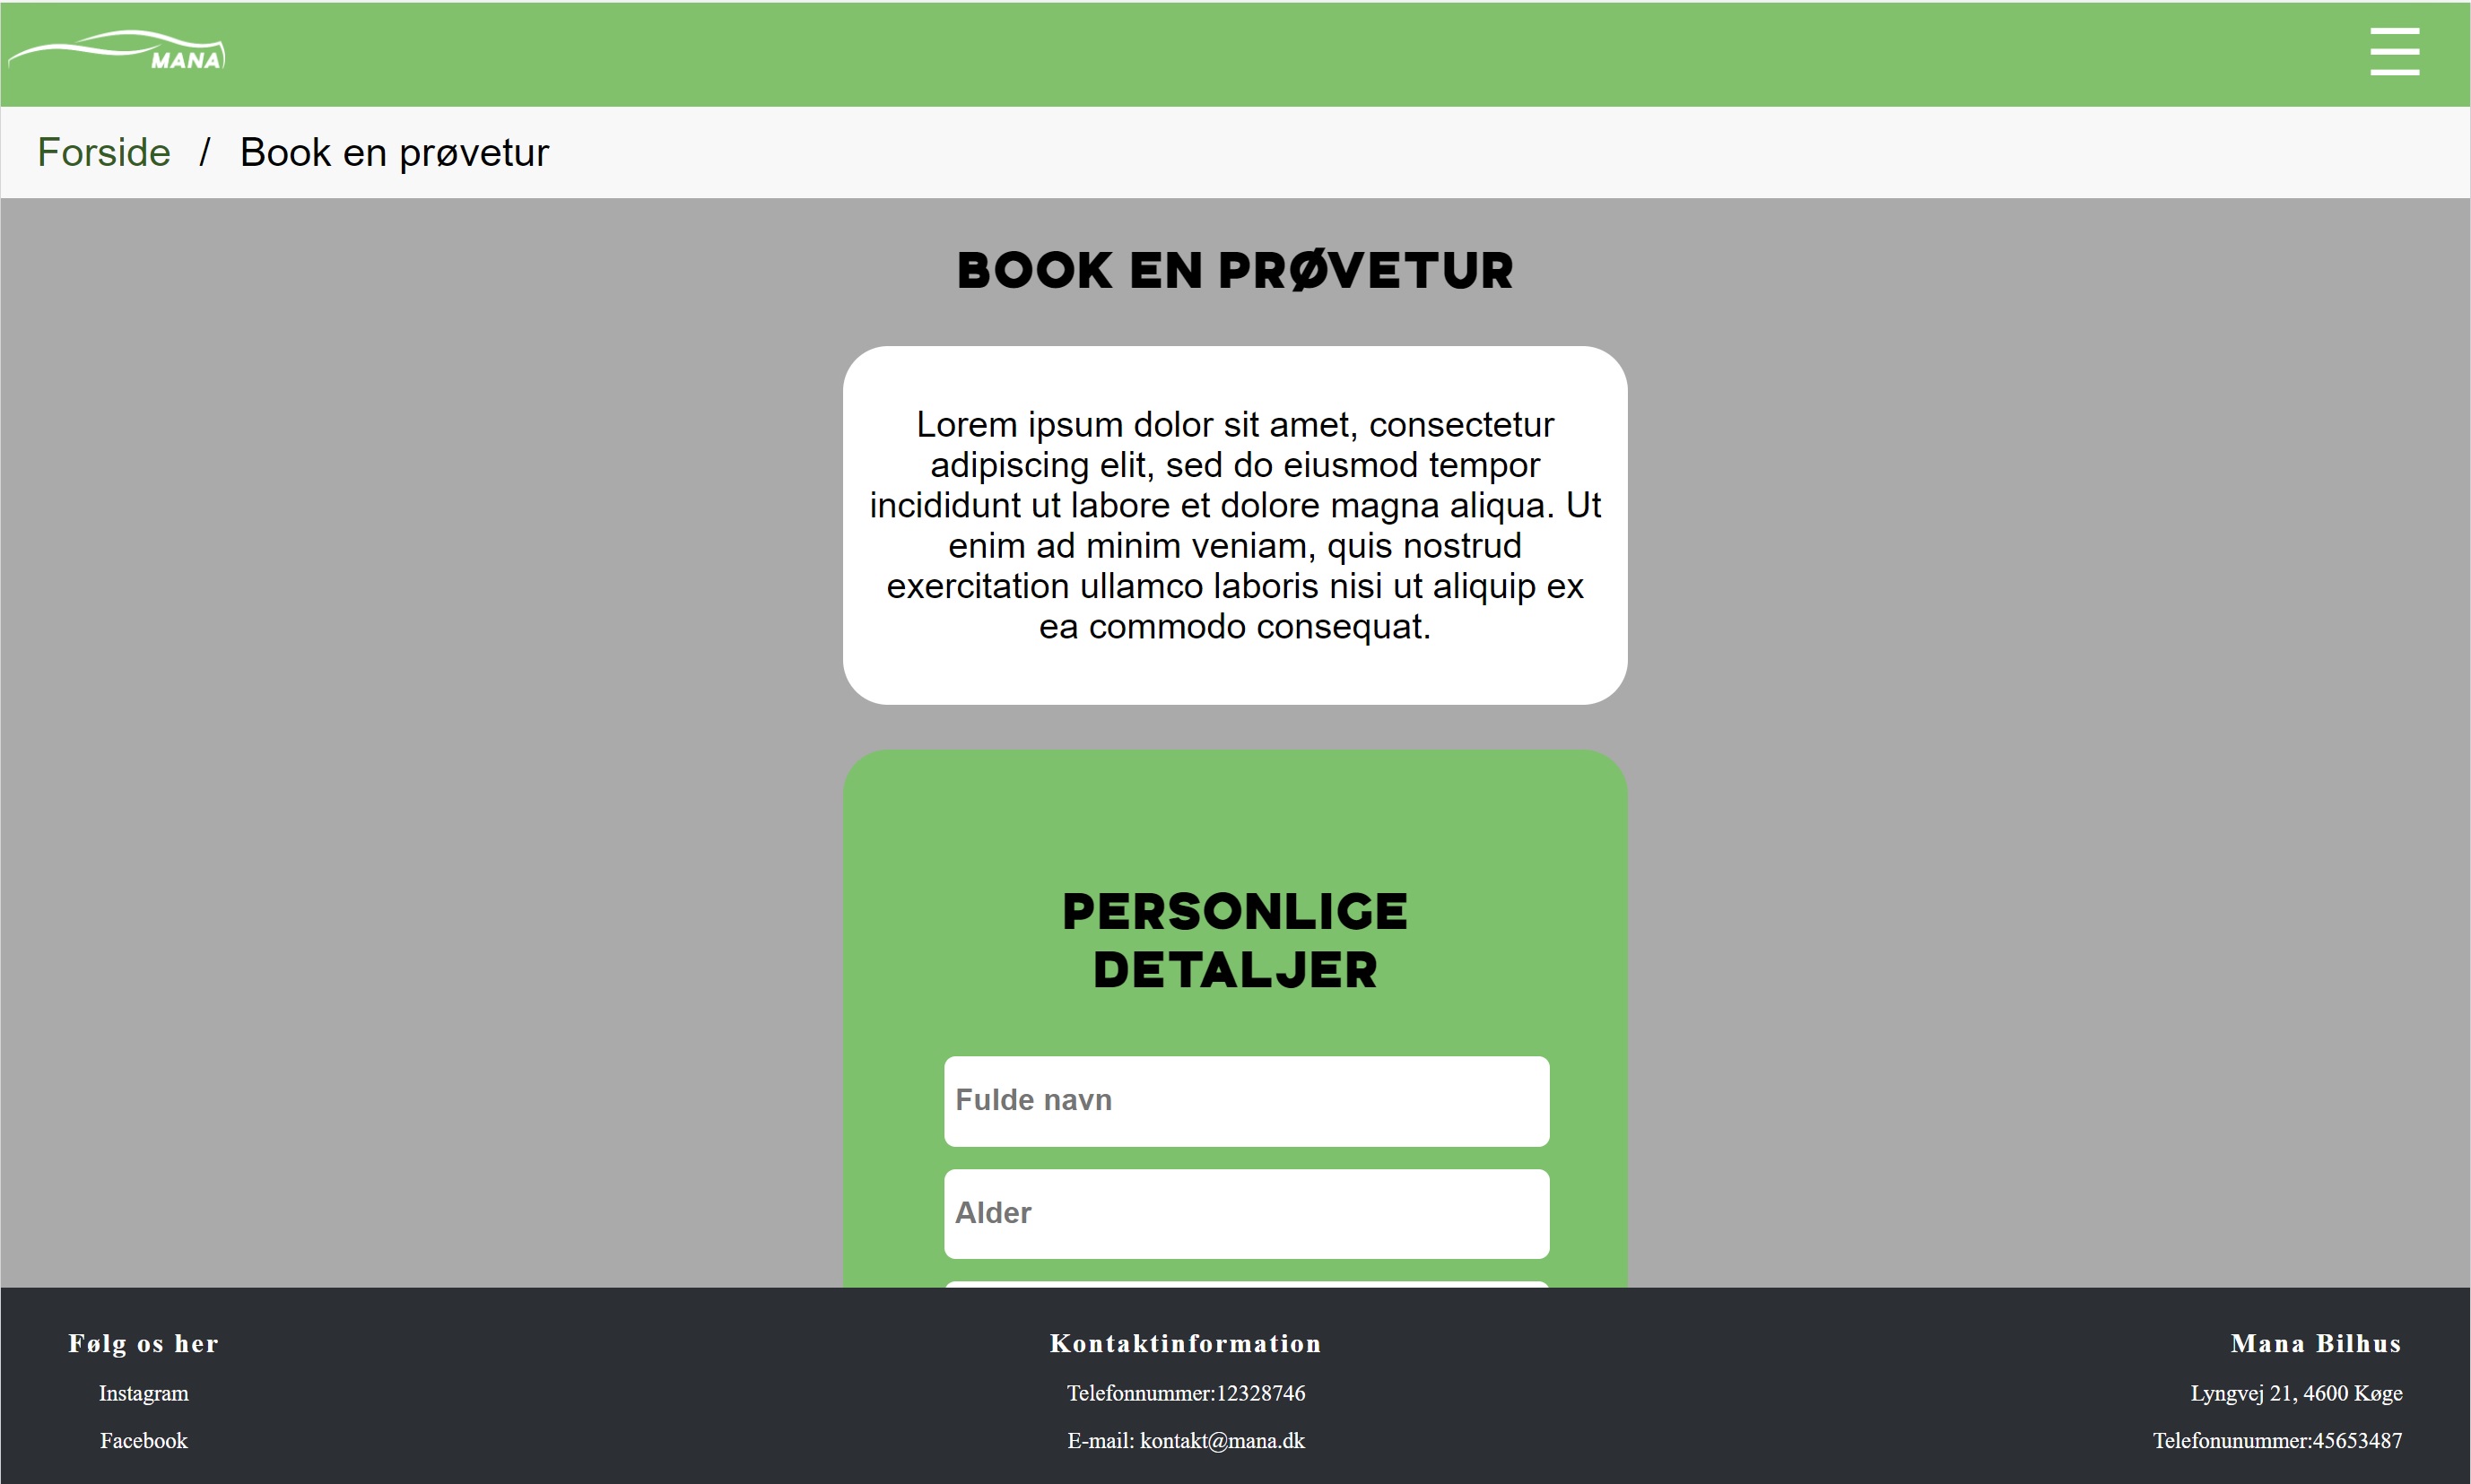 MANA
Forside / Book en prøvetur
BOOK EN PRØVETUR
Lorem ipsum dolor sit amet, consectetur
adipiscing elit, sed do eiusmod tempor
incididunt ut labore et dolore magna aliqua. Ut
enim ad minim veniam, quis nostrud
exercitation ullamco laboris nisi ut aliquip ex
ea commodo consequat.
PERSONLIGE
DETALJER
Fulde navn
Alder
Følg os her
Instagram
Facebook
Kontaktinformation
Telefonnummer:12328746
E-mail: kontakt@mana.dk
Mana Bilhus
Lyngvej 21, 4600 Køge
Telefonunummer:45653487